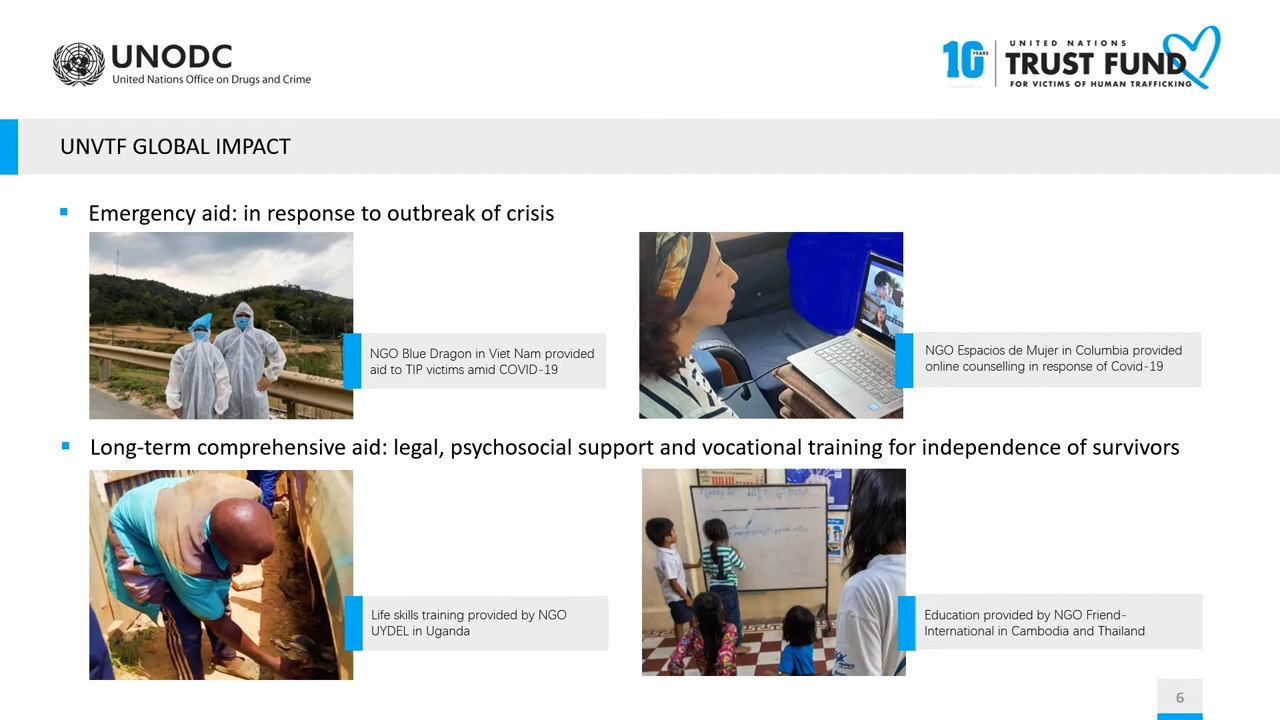 UNODC
United Nations Office on Drugs and Crime
10 YEARS
UNITED NATIONS
TRUST FUND
FOR VICTIMS OF HUMAN TRAFFICKING
UNVTF GLOBAL IMPACT
Emergency aid: in response to outbreak of crisis
NGO Blue Dragon in Viet Nam provided
aid to TIP victims amid COVID-19
NGO Espacios de Mujer in Columbia provided
online counselling in response of Covid-19
Long-term comprehensive aid: legal, psychosocial support and vocational training for independence of survivors
Life skills training provided by NGO
UYDEL in Uganda
Education provided by NGO Friend-
International in Cambodia and Thailand
6